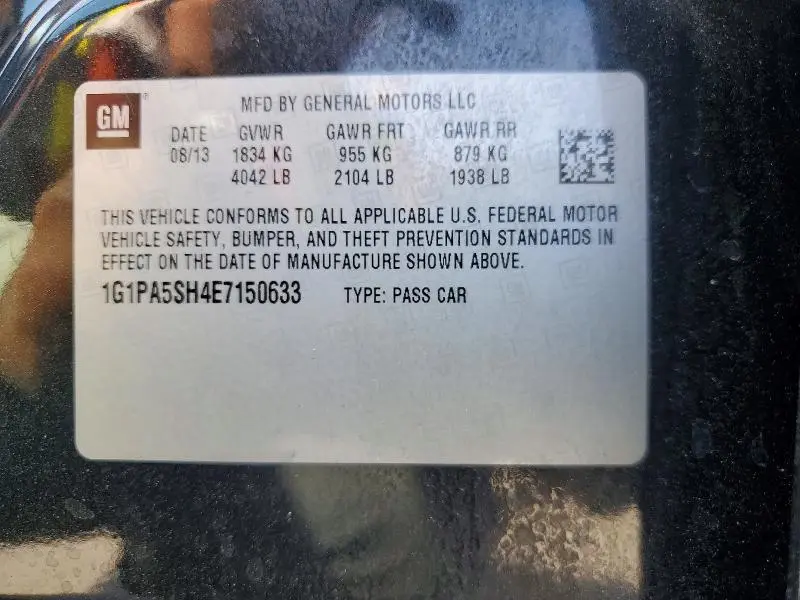 GM
MFD BY GENERAL MOTORS LLC
DATE GVWR GAWR FRT GAWR RR
08/13 1834 KG 955 KG 879 KG
4042 LB 2104 LB 1938 LB
THIS VEHICLE CONFORMS TO ALL APPLICABLE U.S. FEDERAL MOTOR
VEHICLE SAFETY, BUMPER, AND THEFT PREVENTION STANDARDS IN
EFFECT ON THE DATE OF MANUFACTURE SHOWN ABOVE.
1G1PA5SH4E7150633 TYPE: PASS CAR